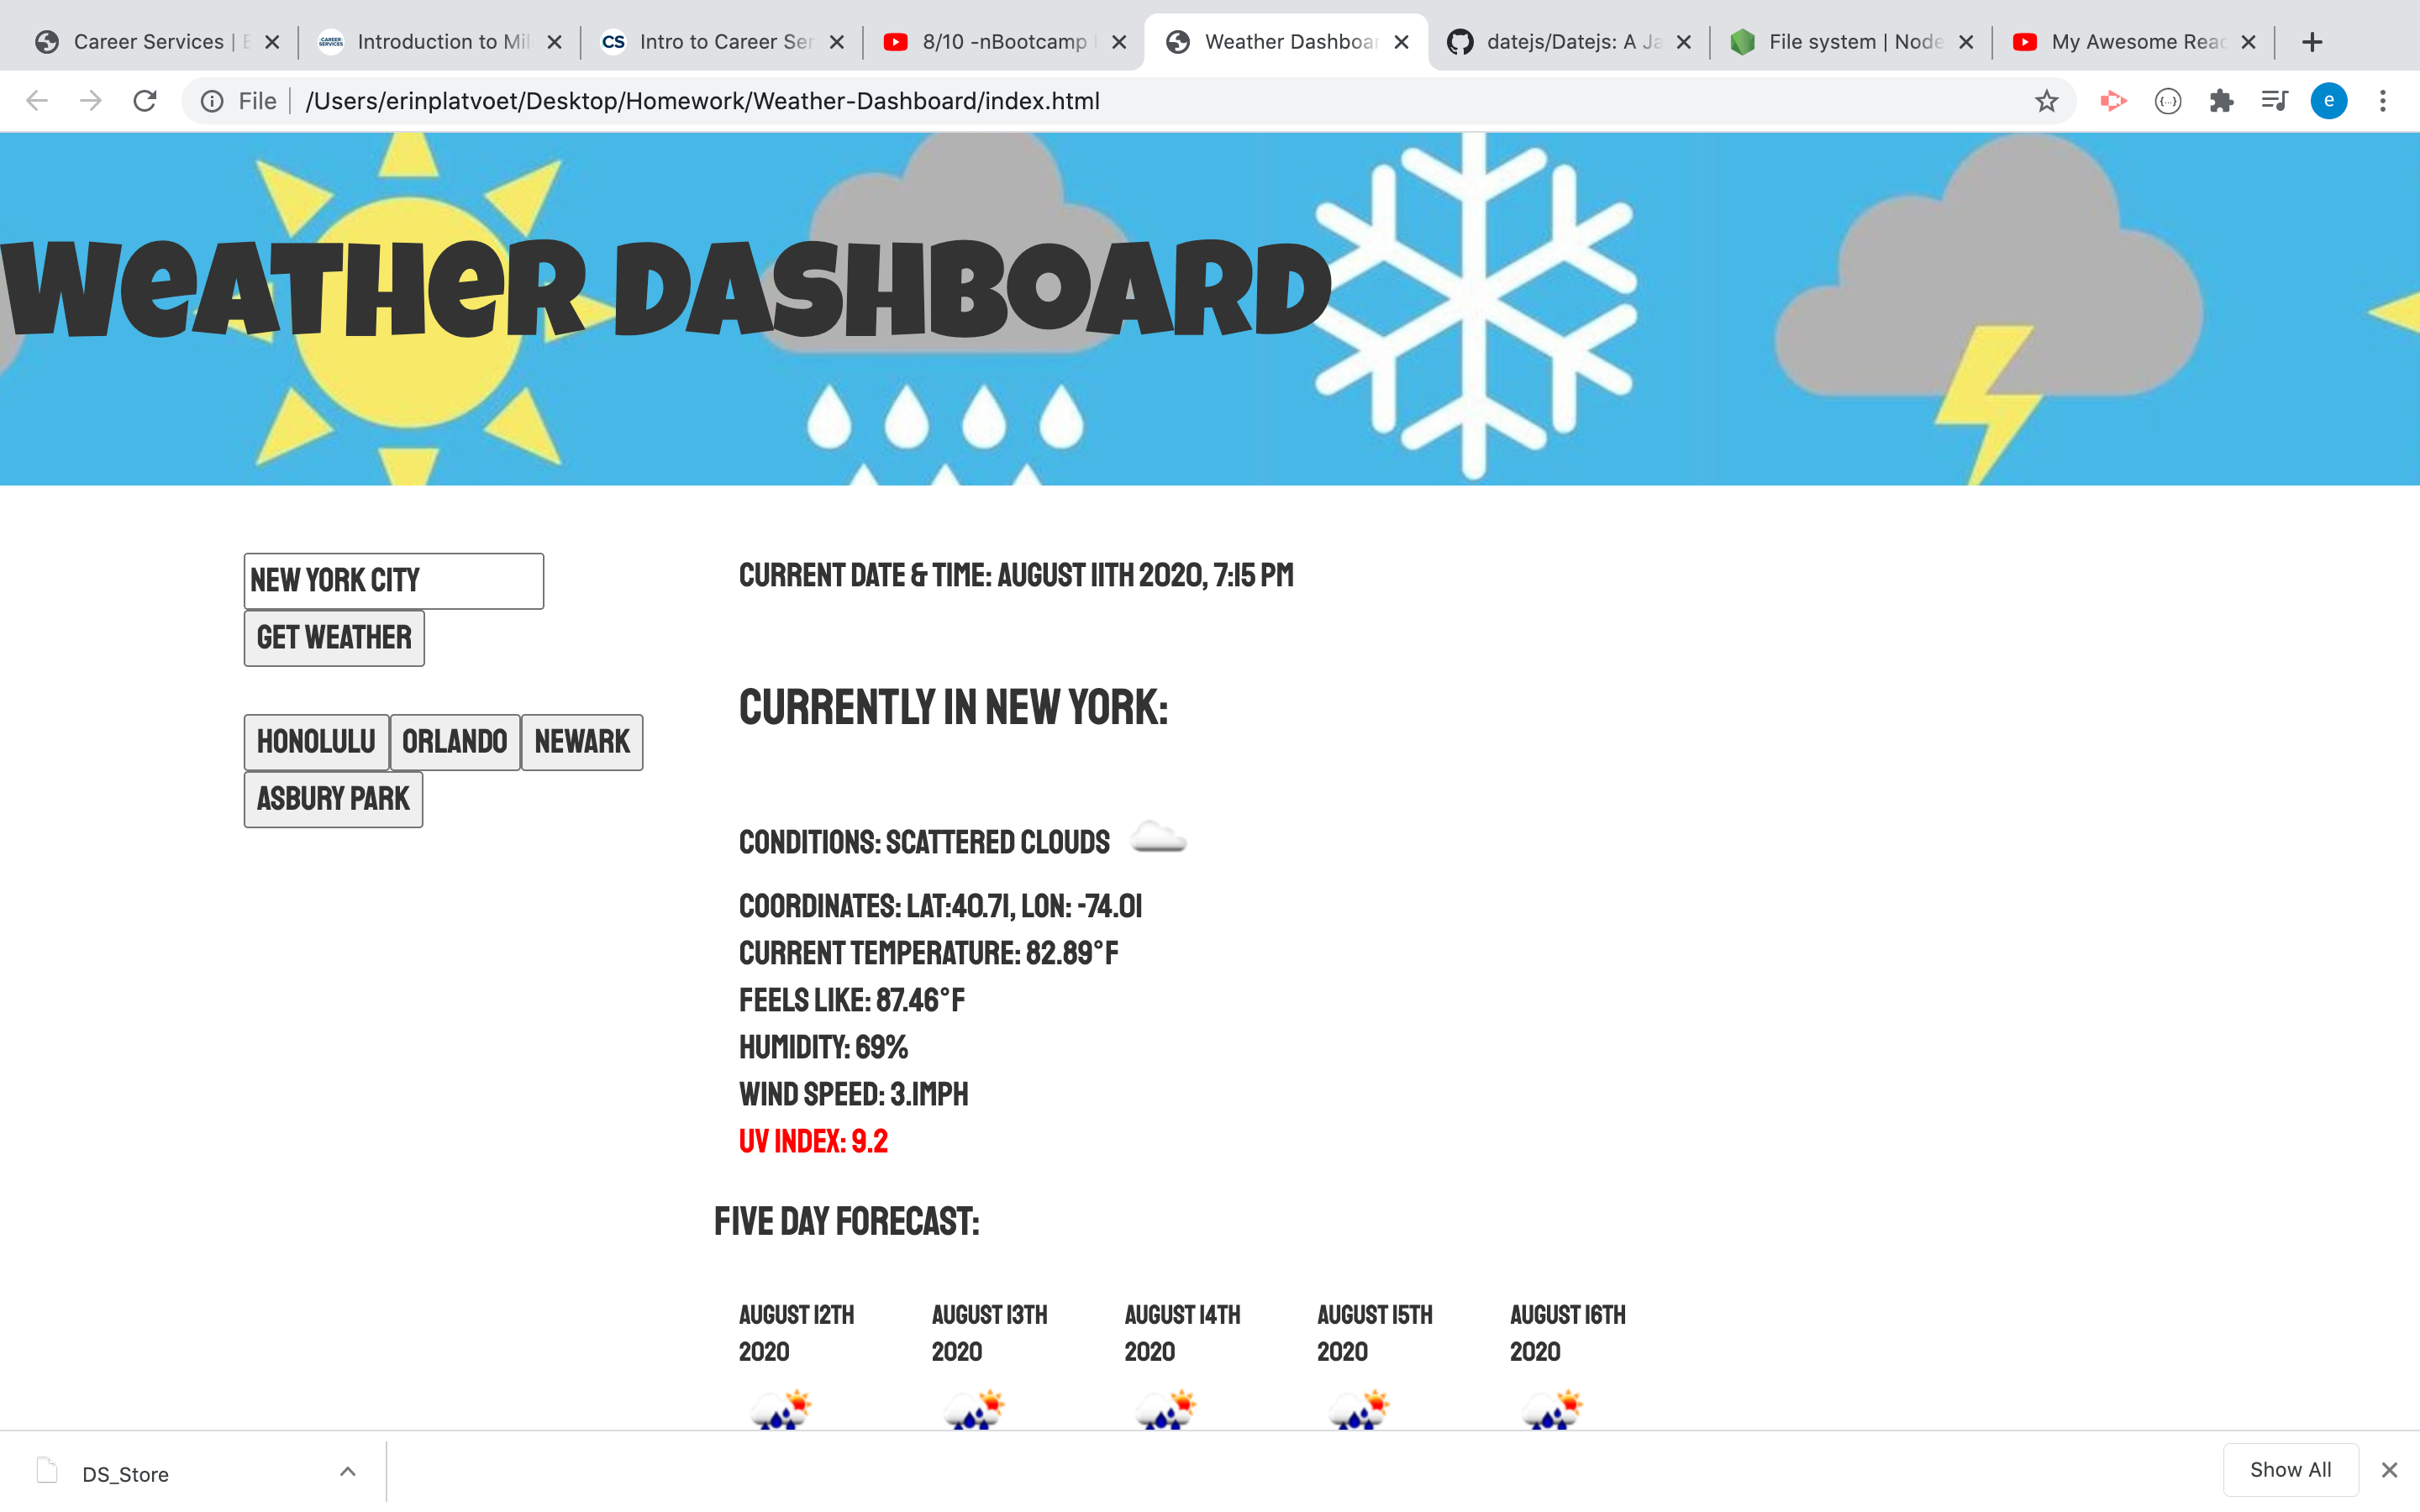 Career Services |
Introduction to Mil
Intro to Career Ser
8/10 -nBootcamp
Weather Dashboar
datejs/Datejs: A Ja
File system | Node
My Awesome Reac
File
/Users/erinplatvoet/Desktop/Homework/Weather-Dashboard/index.html
e
WeATHeR DASHBOARD
NEW YORK CITY
GET WEATHER
HONOLULU ORLANDO NEWARK
ASBURY PARK
CURRENT DATE & TIME: AUGUST 11TH 2020, 7:15 PM
CURRENTLY IN NEW YORK:
CONDITIONS: SCATTERED CLOUDS
COORDINATES: LAT:40.71, LON: -74.01
CURRENT TEMPERATURE: 82.89°F
FEELS LIKE: 87.46°F
HUMIDITY: 69%
WIND SPEED: 3.1MPH
UV INDEX: 9.2
FIVE DAY FORECAST:
AUGUST 12TH 2020
AUGUST 13TH 2020
AUGUST 14TH 2020
AUGUST 15TH 2020
AUGUST 16TH 2020
DS_Store
Show All